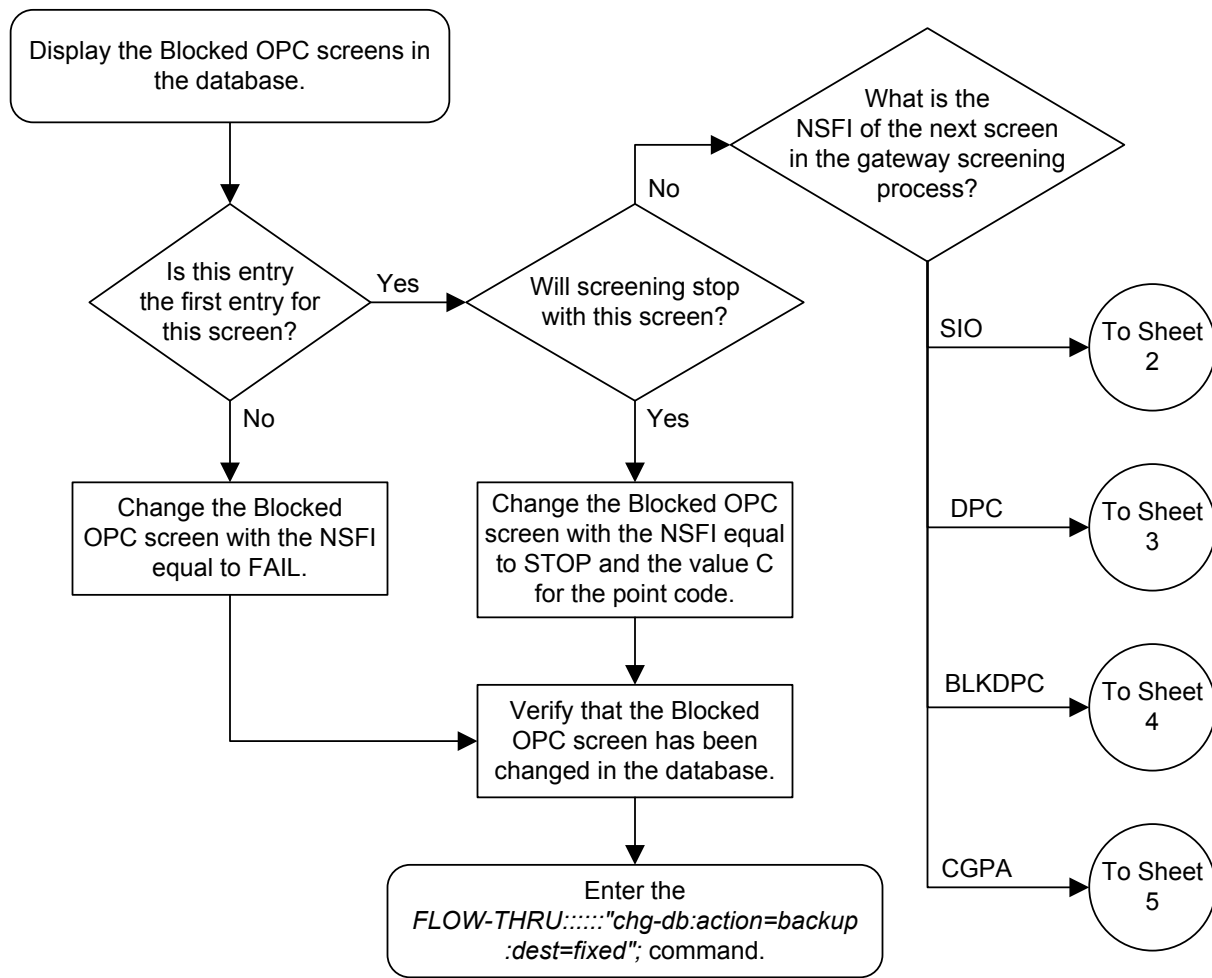 Display the Blocked OPC screens in
the database.
Is this entry
the first entry for
this screen?
Yes
No
Will screening stop
with this screen?
No
Yes
What is the
NSFI of the next screen
in the gateway screening
process?
SIO
To Sheet
2
DPC
To Sheet
3
BLKDPC
To Sheet
4
CGPA
To Sheet
5
Change the Blocked
OPC screen with the NSFI
equal to FAIL.
Change the Blocked OPC
screen with the NSFI equal
to STOP and the value C
for the point code.
Verify that the Blocked
OPC screen has been
changed in the database.
Enter the
FLOW-THRU::::::"chg-db:action=backup
:dest=fixed"; command.